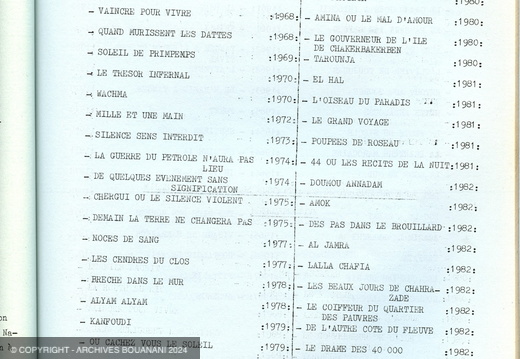 - VAINCRE POUR VIVRE :1968:
- QUAND MURISSENT LES DATTES :1968:
- SOLEIL DE PRIMPENPS :1969:
- LE TRESOR INFERNAL :1970:
- WACHMA :1970:
- MILLE ET UNE MAIN :1972:
- SILENCE SENS INTERDIT :1973:
- LA GUERRE DU PETROLE N'AURA PAS :1974:
LIEU
- DE QUELQUES EVENEMENT SANS :1974
SIGNIFICATION
- CHERGUI OU LE SILENCE VIOLENT :1975:
- DEMAIN LA TERRE NE CHANGERA PAS :1975:
- NOCES DE SANG :1977:
- LES CENDRES DU CLOS :1977:
- BRECHE DANS LE MUR :1978:
- ALYAM ALYAM :1978:
- KANFOUDI :1979:
- OU CACHEZ VOUS LE SOLEIL :1979:
:1980:
- AMINA OU LE MAL D'AMOUR :1980:
- LE GOUVERNEUR DE L'ILE :1980:
DE CHAKERBAKERBEN
- TAROUNJA :1980:
- EL HAL :1981:
- L'OISEAU DU PARADIS :1981:
- LE GRAND VOYAGE :1981:
- POUPEES DE ROSEAU :1981:
- 44 OU LES RECITS DE LA NUIT:1981:
- DOUMOU ANNADAM :1982:
- AMOK :1982:
- DES PAS DANS LE BROUILLARD :1982:
- AL JAMRA :1982:
- LALLA CHAFIA :1982:
- LES BEAUX JOURS DE CHAHRA- :1982:
ZADE
- LE COIFFEUR DU QUARTIER :1982:
DES PAUVRES
- DE L'AUTRE COTE DU FLEUVE :1982:
- LE DRAME DES 40 000 :1982:
on
Na-
© COPYRIGHT - ARCHIVES BOUANANI 2024